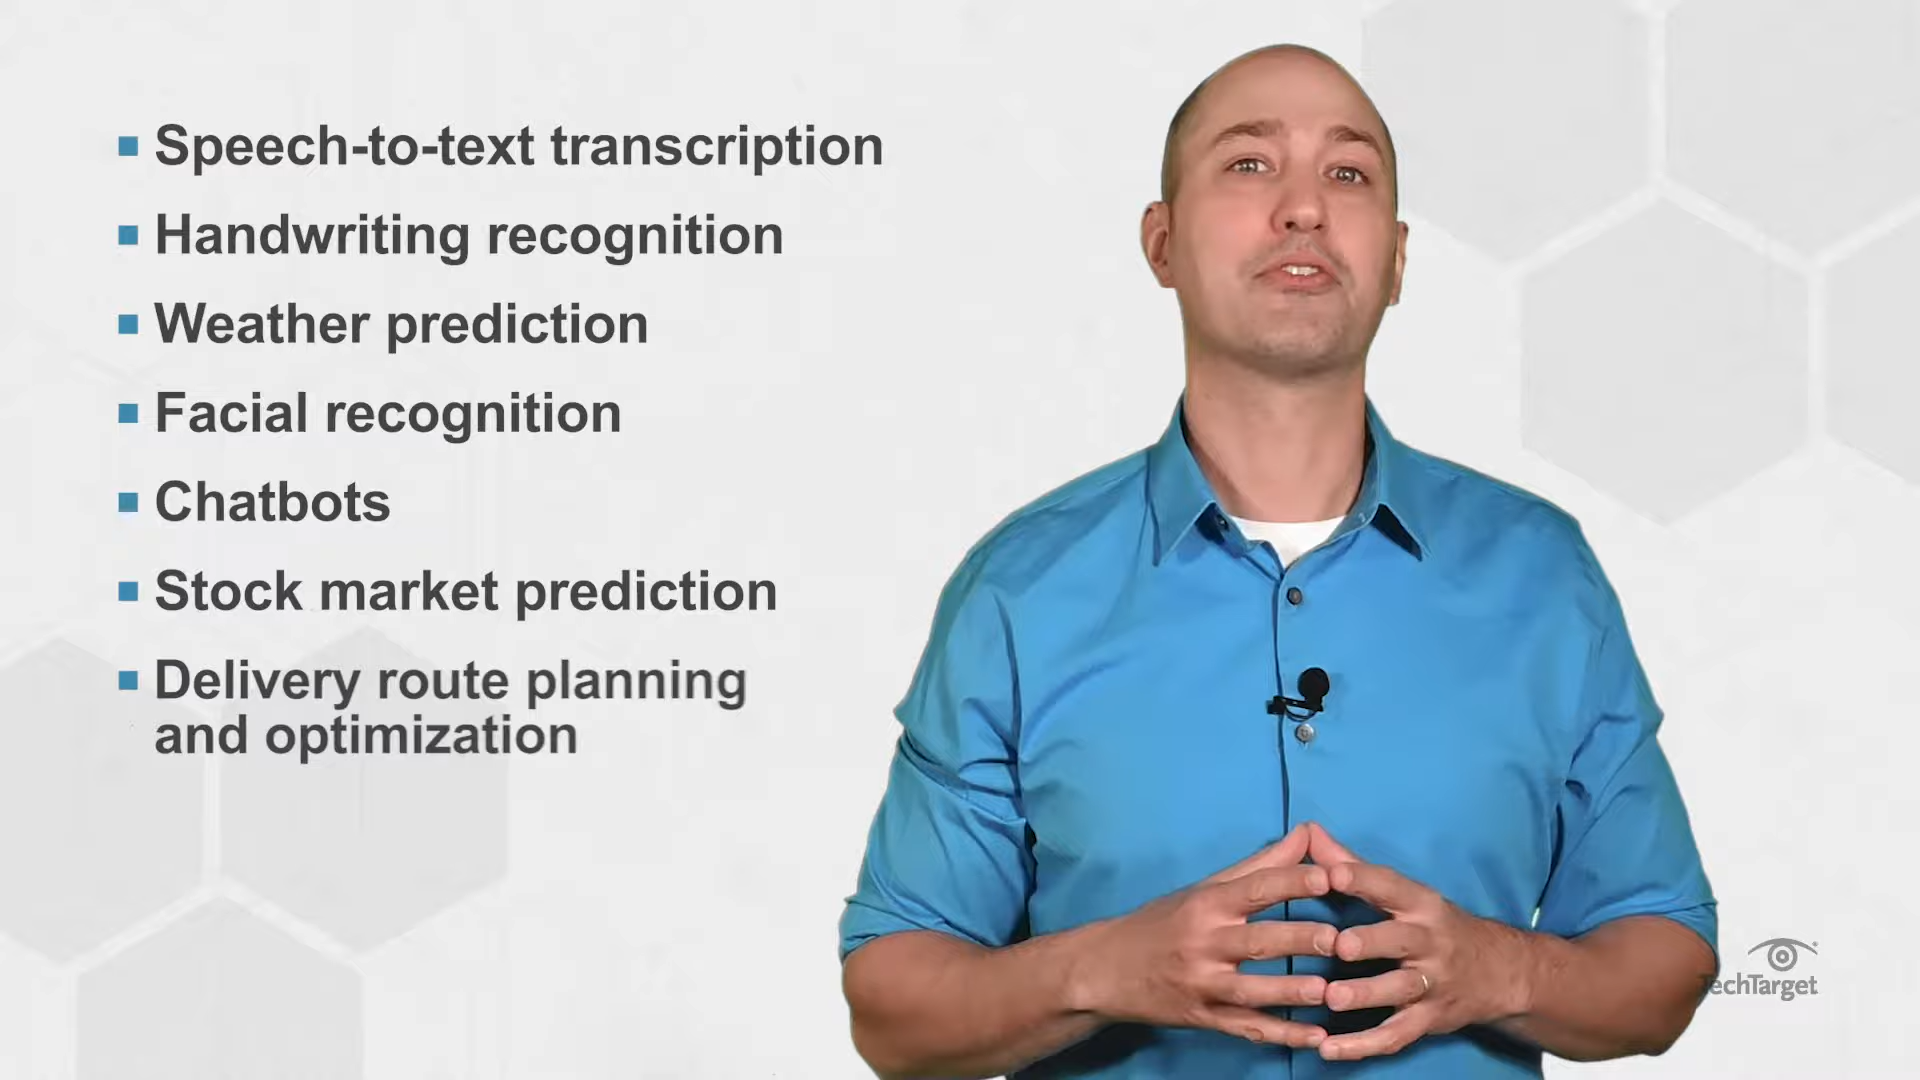 Speech-to-text transcription
Handwriting recognition
Weather prediction
Facial recognition
Chatbots
Stock market prediction
Delivery route planning
and optimization
TechTarget